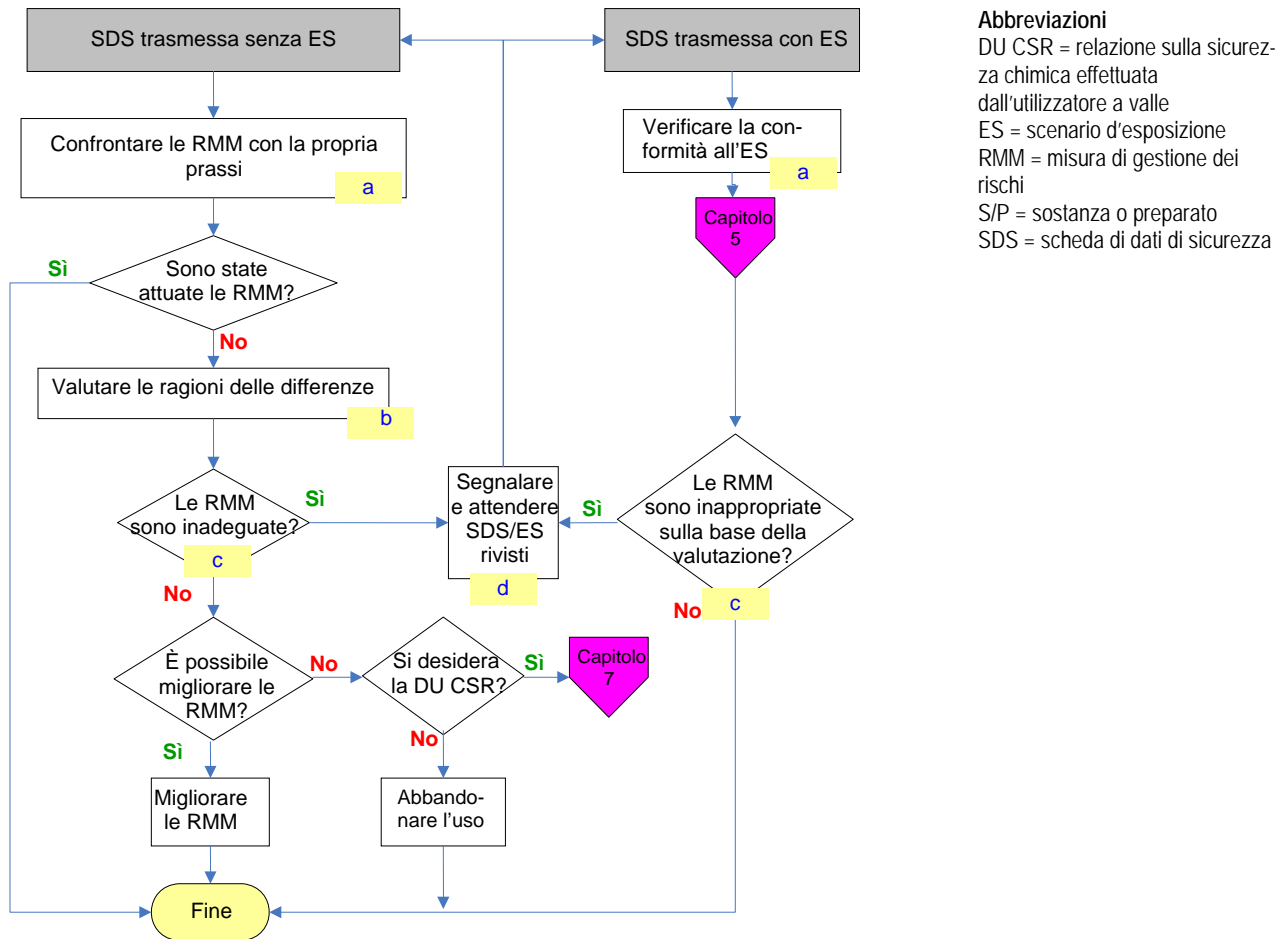 SDS trasmessa senza ES
SDS trasmessa con ES
Confrontare le RMM con la propria
prassi
a
Verificare la con-
formità all'ES
a
Capitolo
5
Sono state
attuate le RMM?
Sì
No
Valutare le ragioni delle differenze
b
Le RMM
sono inadeguate?
c
Sì
No
Segnalare
e attendere
SDS/ES
rivisti
d
Sì
Le RMM
sono inappropriate
sulla base della
valutazione?
c
No
È possibile
migliorare le
RMM?
No
Si desidera
la DU CSR?
Sì
Capitolo
7
Sì
No
Migliorare
le RMM
Abbando-
nare l'uso
Fine
Abbreviazioni
DU CSR = relazione sulla sicurez-
za chimica effettuata
dall'utilizzatore a valle
ES = scenario d'esposizione
RMM = misura di gestione dei
rischi
S/P = sostanza o preparato
SDS = scheda di dati di sicurezza